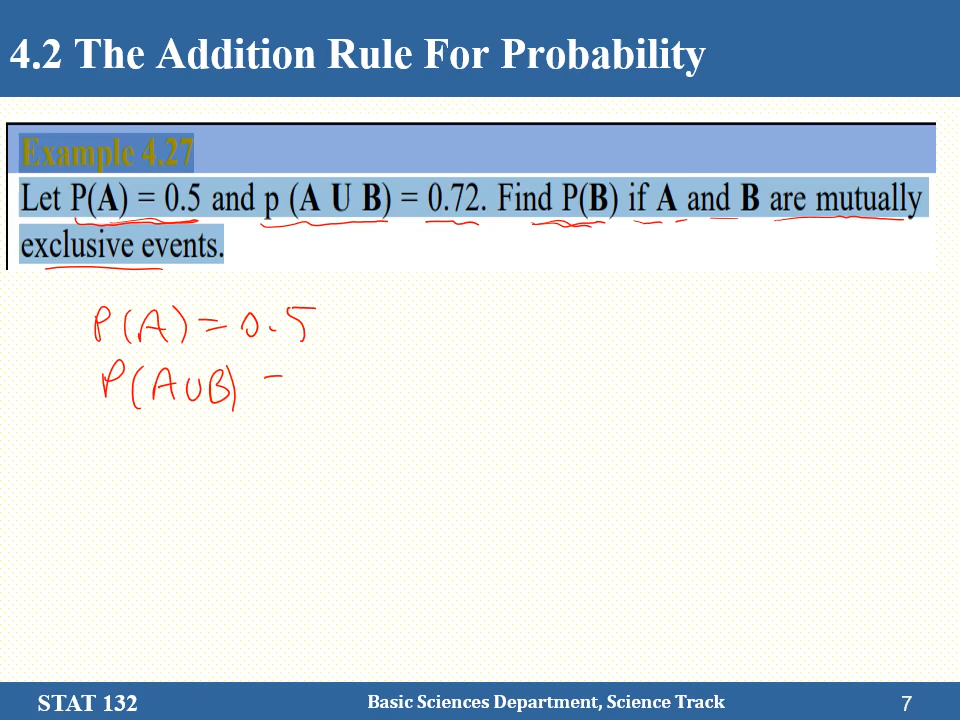 4.2 The Addition Rule For Probability
Example 4.27
Let P(A) = 0.5 and p (A U B) = 0.72. Find P(B) if A and B are mutually
exclusive events.
P(A) = 0.5
P(A∪B) =
STAT 132
Basic Sciences Department, Science Track
7